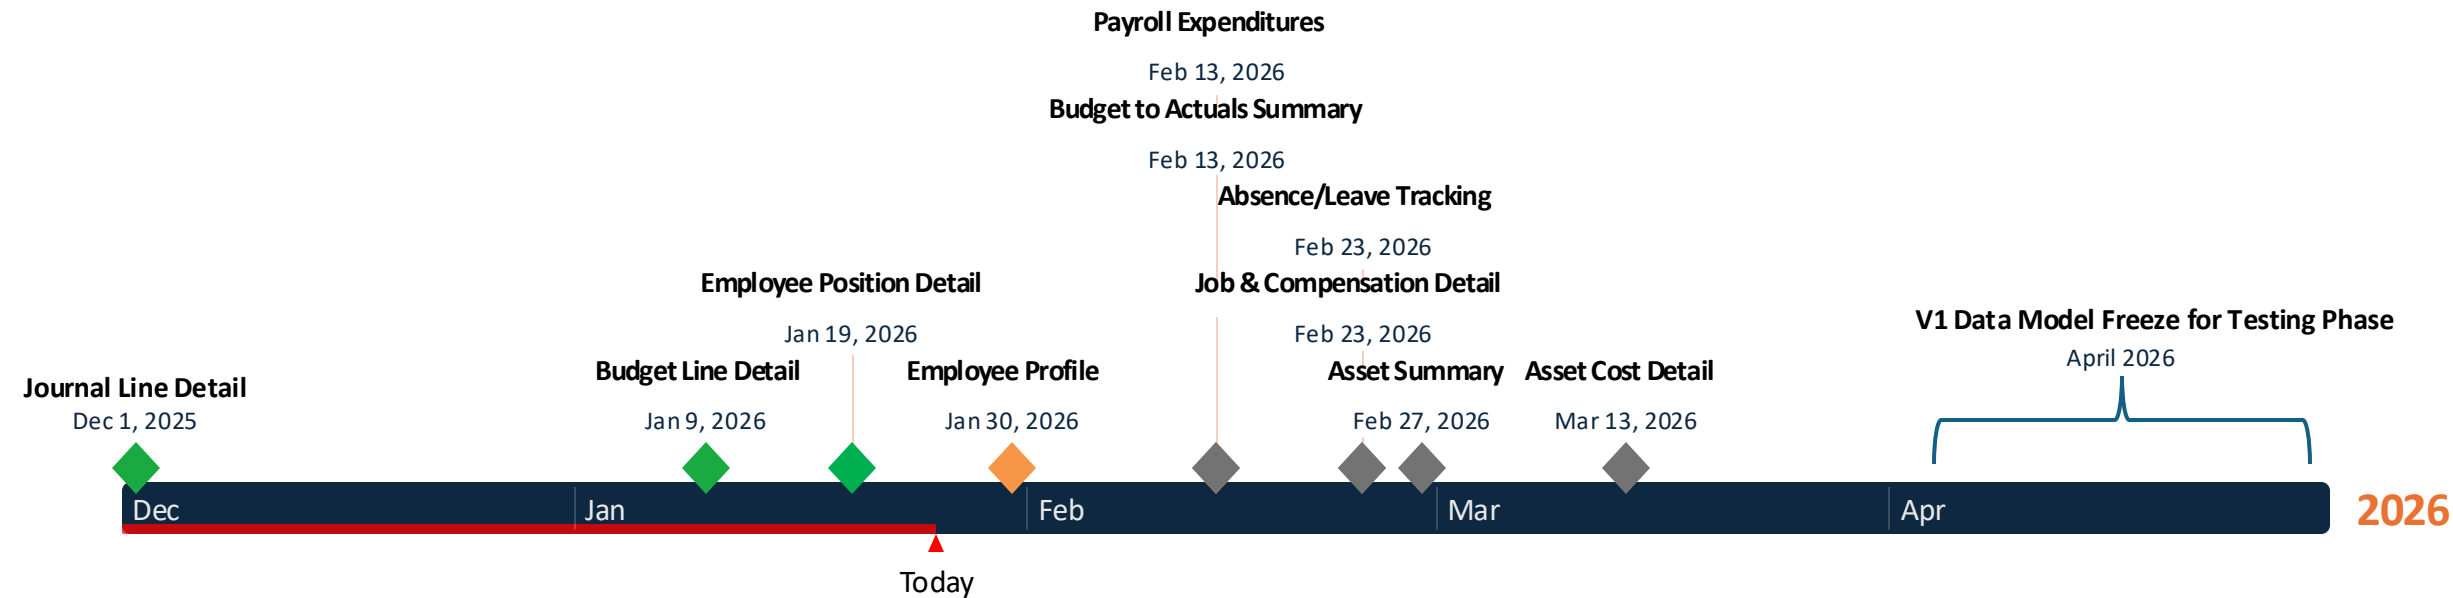 Payroll Expenditures
Feb 13, 2026
Budget to Actuals Summary
Feb 13, 2026
Absence/Leave Tracking
Feb 23, 2026
Job & Compensation Detail
Feb 23, 2026
Employee Position Detail
Jan 19, 2026
V1 Data Model Freeze for Testing Phase
April 2026
Journal Line Detail
Dec 1, 2025
Budget Line Detail
Jan 9, 2026
Employee Profile
Jan 30, 2026
Asset Summary
Feb 27, 2026
Asset Cost Detail
Mar 13, 2026
Dec
Jan
Feb
Mar
Apr
2026
Today